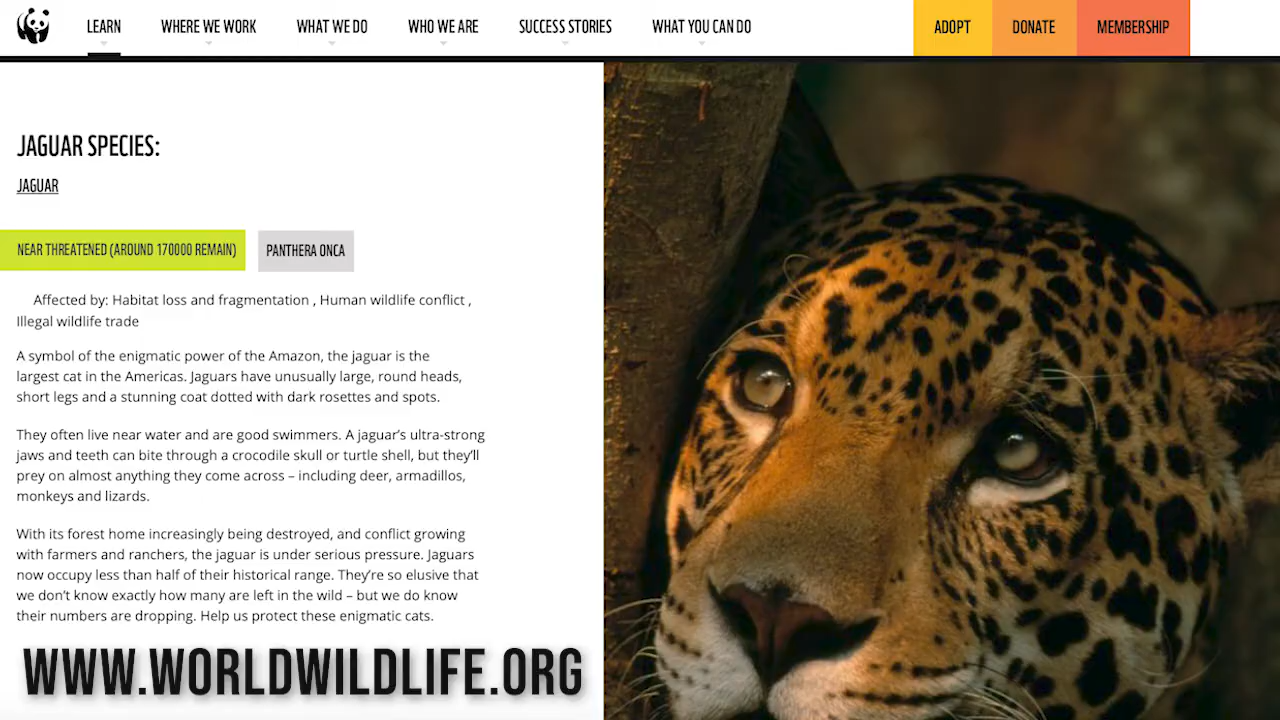 LEARN WHERE WE WORK WHAT WE DO WHO WE ARE SUCCESS STORIES WHAT YOU CAN DO ADOPT DONATE MEMBERSHIP
JAGUAR SPECIES:
JAGUAR
NEAR THREATENED (AROUND 170000 REMAIN) PANTHERA ONCA
Affected by: Habitat loss and fragmentation , Human wildlife conflict ,
Illegal wildlife trade
A symbol of the enigmatic power of the Amazon, the jaguar is the
largest cat in the Americas. Jaguars have unusually large, round heads,
short legs and a stunning coat dotted with dark rosettes and spots.
They often live near water and are good swimmers. A jaguar’s ultra-strong
jaws and teeth can bite through a crocodile skull or turtle shell, but they’ll
prey on almost anything they come across – including deer, armadillos,
monkeys and lizards.
With its forest home increasingly being destroyed, and conflict growing
with farmers and ranchers, the jaguar is under serious pressure. Jaguars
now occupy less than half of their historical range. They’re so elusive that
we don’t know exactly how many are left in the wild – but we do know
their numbers are dropping. Help us protect these enigmatic cats.
WWW.WORLDWILDLIFE.ORG